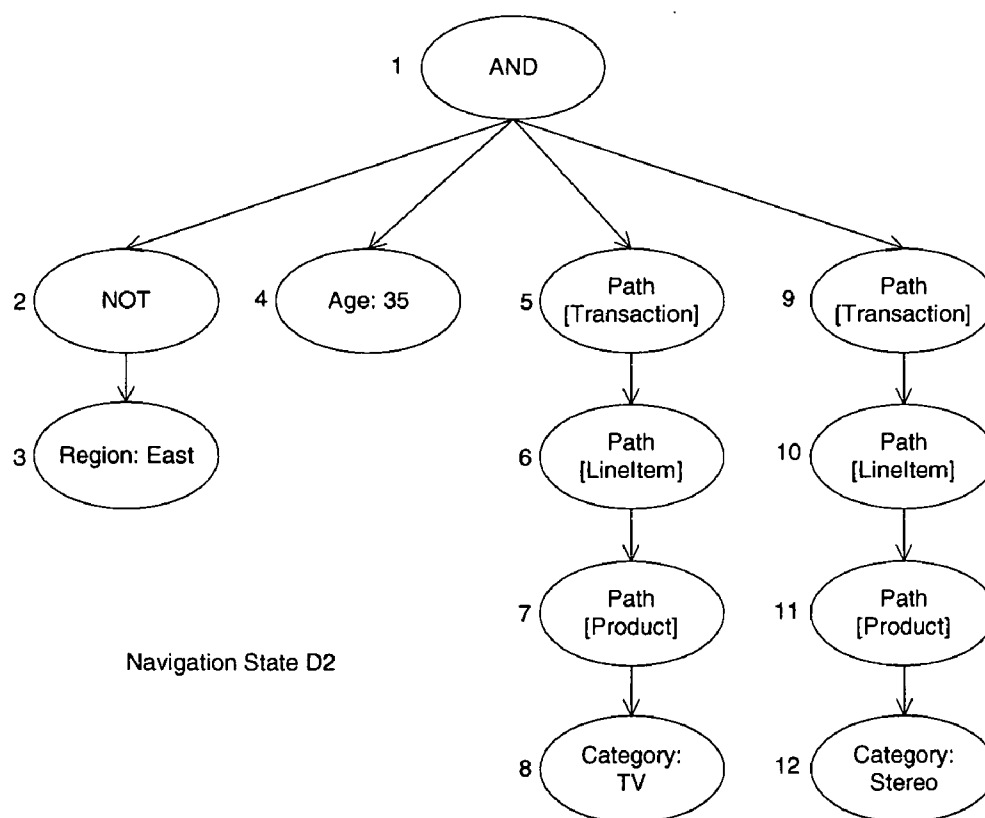 1
AND
2
NOT
4
Age: 35
5
Path
[Transaction]
9
Path
[Transaction]
3
Region: East
6
Path
[LineItem]
10
Path
[LineItem]
7
Path
[Product]
11
Path
[Product]
Navigation State D2
8
Category:
TV
12
Category:
Stereo